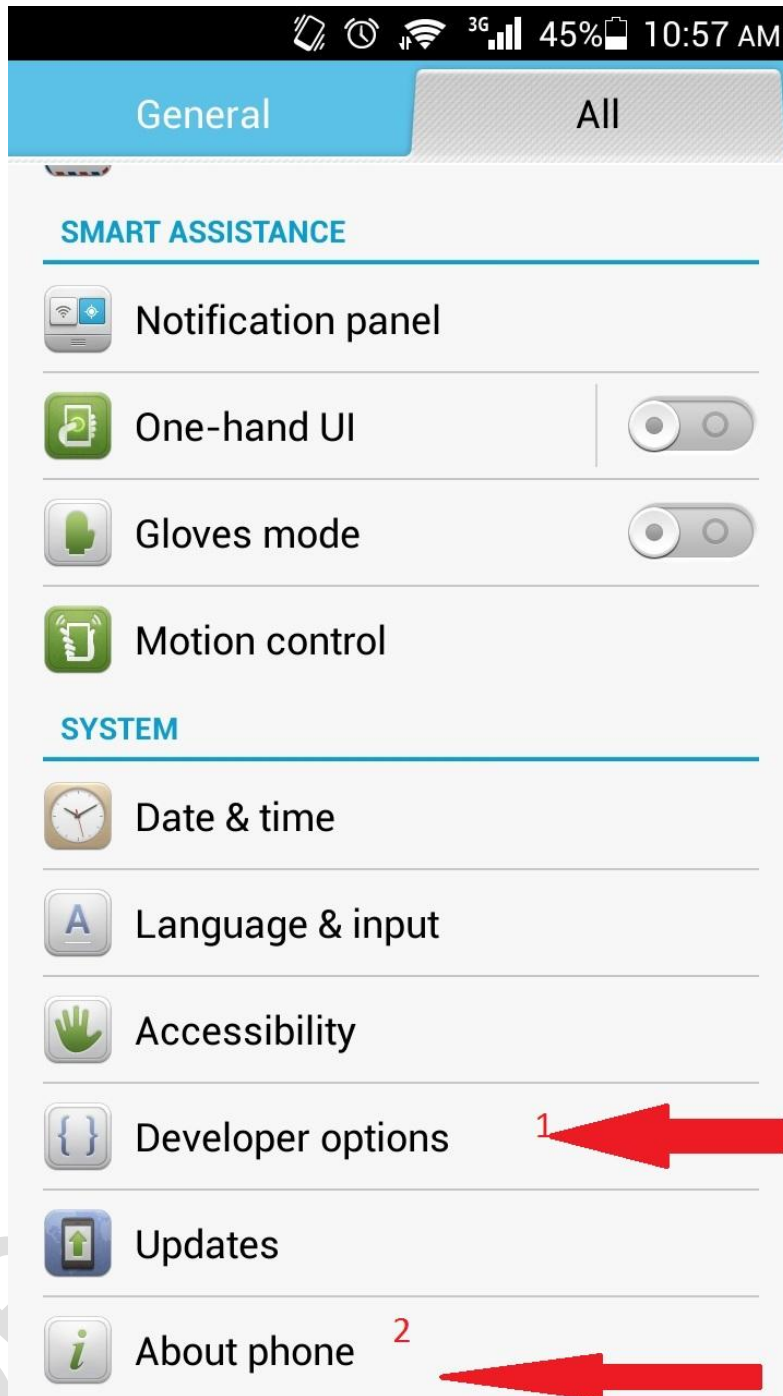 3G 45% 10:57 AM
General All
SMART ASSISTANCE
Notification panel
One-hand UI
Gloves mode
Motion control
SYSTEM
Date & time
A Language & input
Accessibility
{ } Developer options 1
Updates
i About phone 2